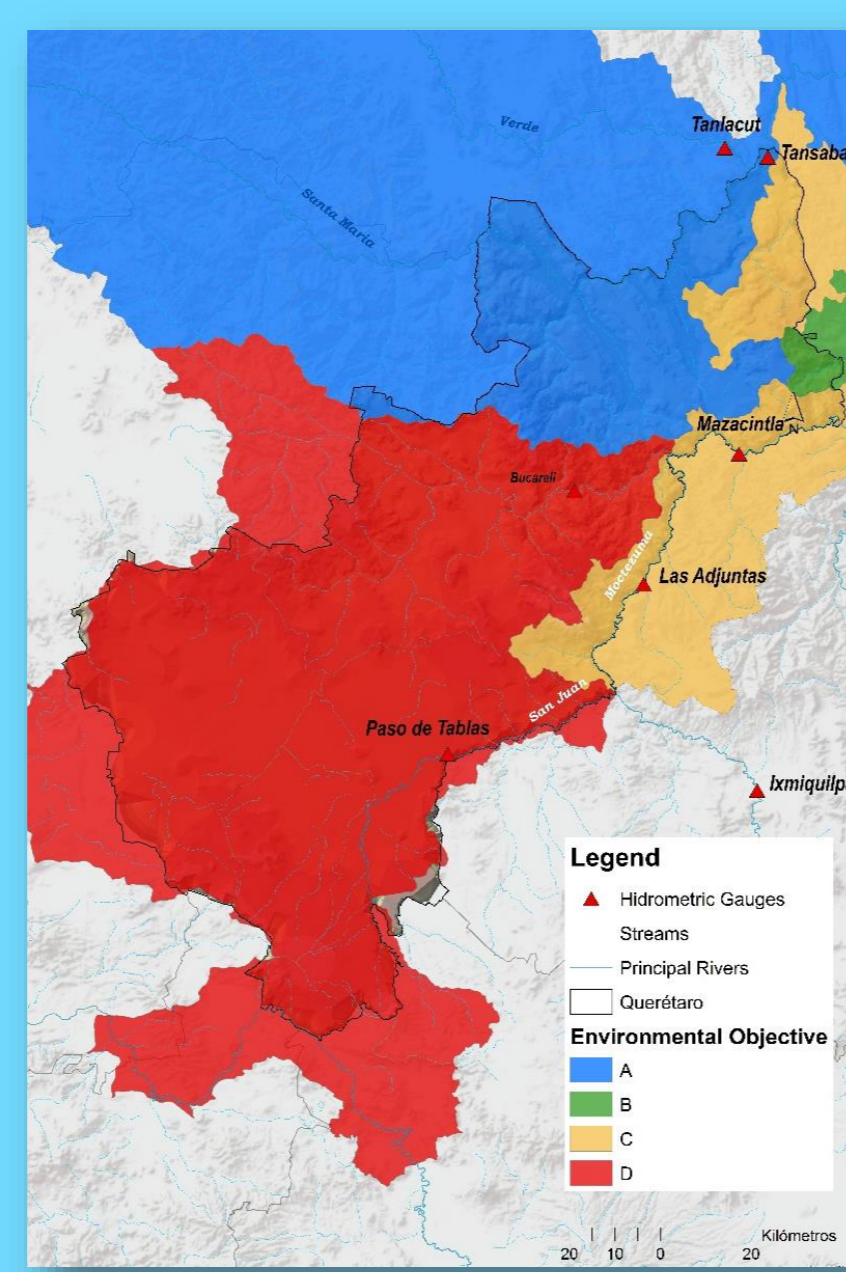 Verde
Tanlacut
Tansaba
Santa Maria
Mazacintla
N
Bucareli
Moctezuma
Las Adjuntas
San Juan
Paso de Tablas
Ixmiquilpa
Legend
Hidrometric Gauges
Streams
Principal Rivers
Querétaro
Environmental Objective
A
B
C
D
Kilómetros
20 10 0 20